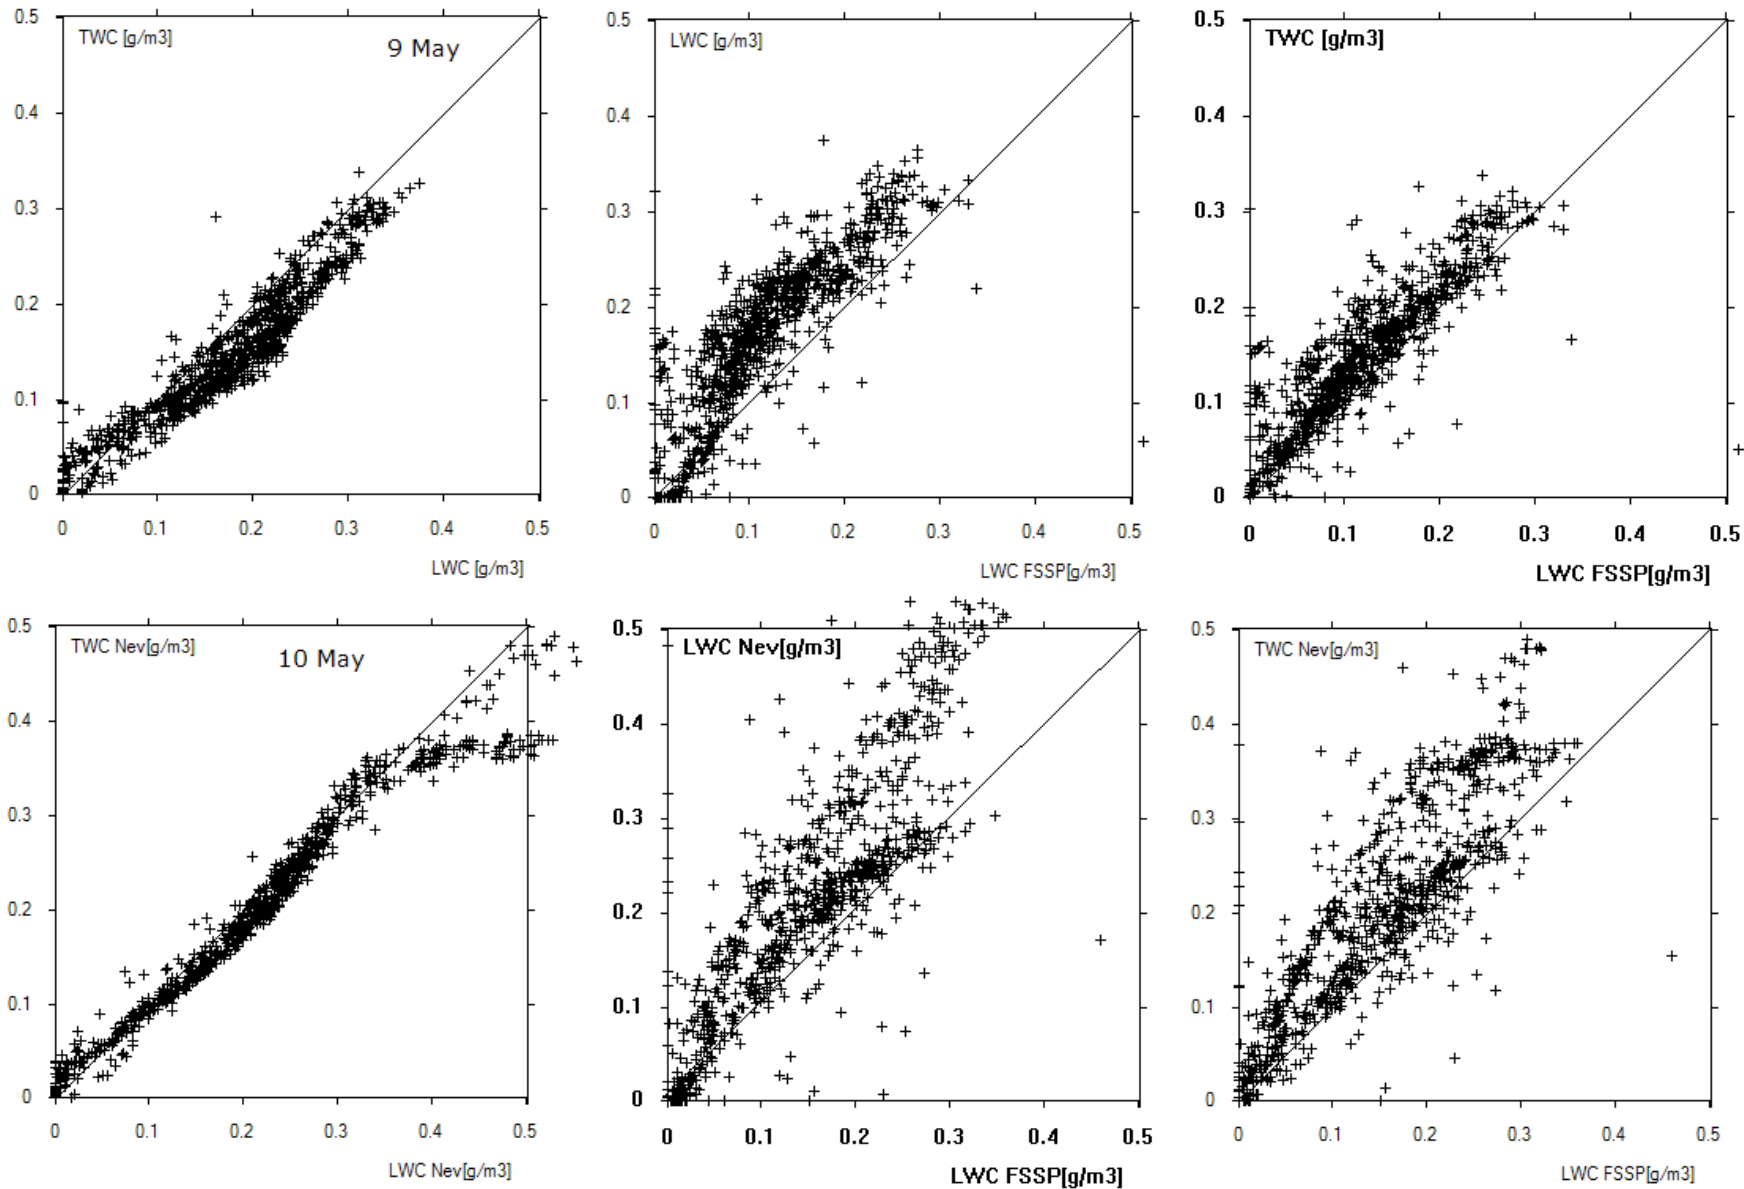 0.5 TWC [g/m3] 9 May
0.4
0.3
0.2
0.1
0
0 0.1 0.2 0.3 0.4 0.5
LWC [g/m3]
0.5 LWC [g/m3]
0.4
0.3
0.2
0.1
0
0 0.1 0.2 0.3 0.4 0.5
LWC FSSP[g/m3]
0.5 TWC [g/m3]
0.4
0.3
0.2
0.1
0
0 0.1 0.2 0.3 0.4 0.5
LWC FSSP[g/m3]
0.5 TWC Nev[g/m3] 10 May
0.4
0.3
0.2
0.1
0
0 0.1 0.2 0.3 0.4 0.5
LWC Nev[g/m3]
0.5 LWC Nev[g/m3]
0.4
0.3
0.2
0.1
0
0 0.1 0.2 0.3 0.4 0.5
LWC FSSP[g/m3]
0.5 TWC Nev[g/m3]
0.4
0.3
0.2
0.1
0
0 0.1 0.2 0.3 0.4 0.5
LWC FSSP[g/m3]